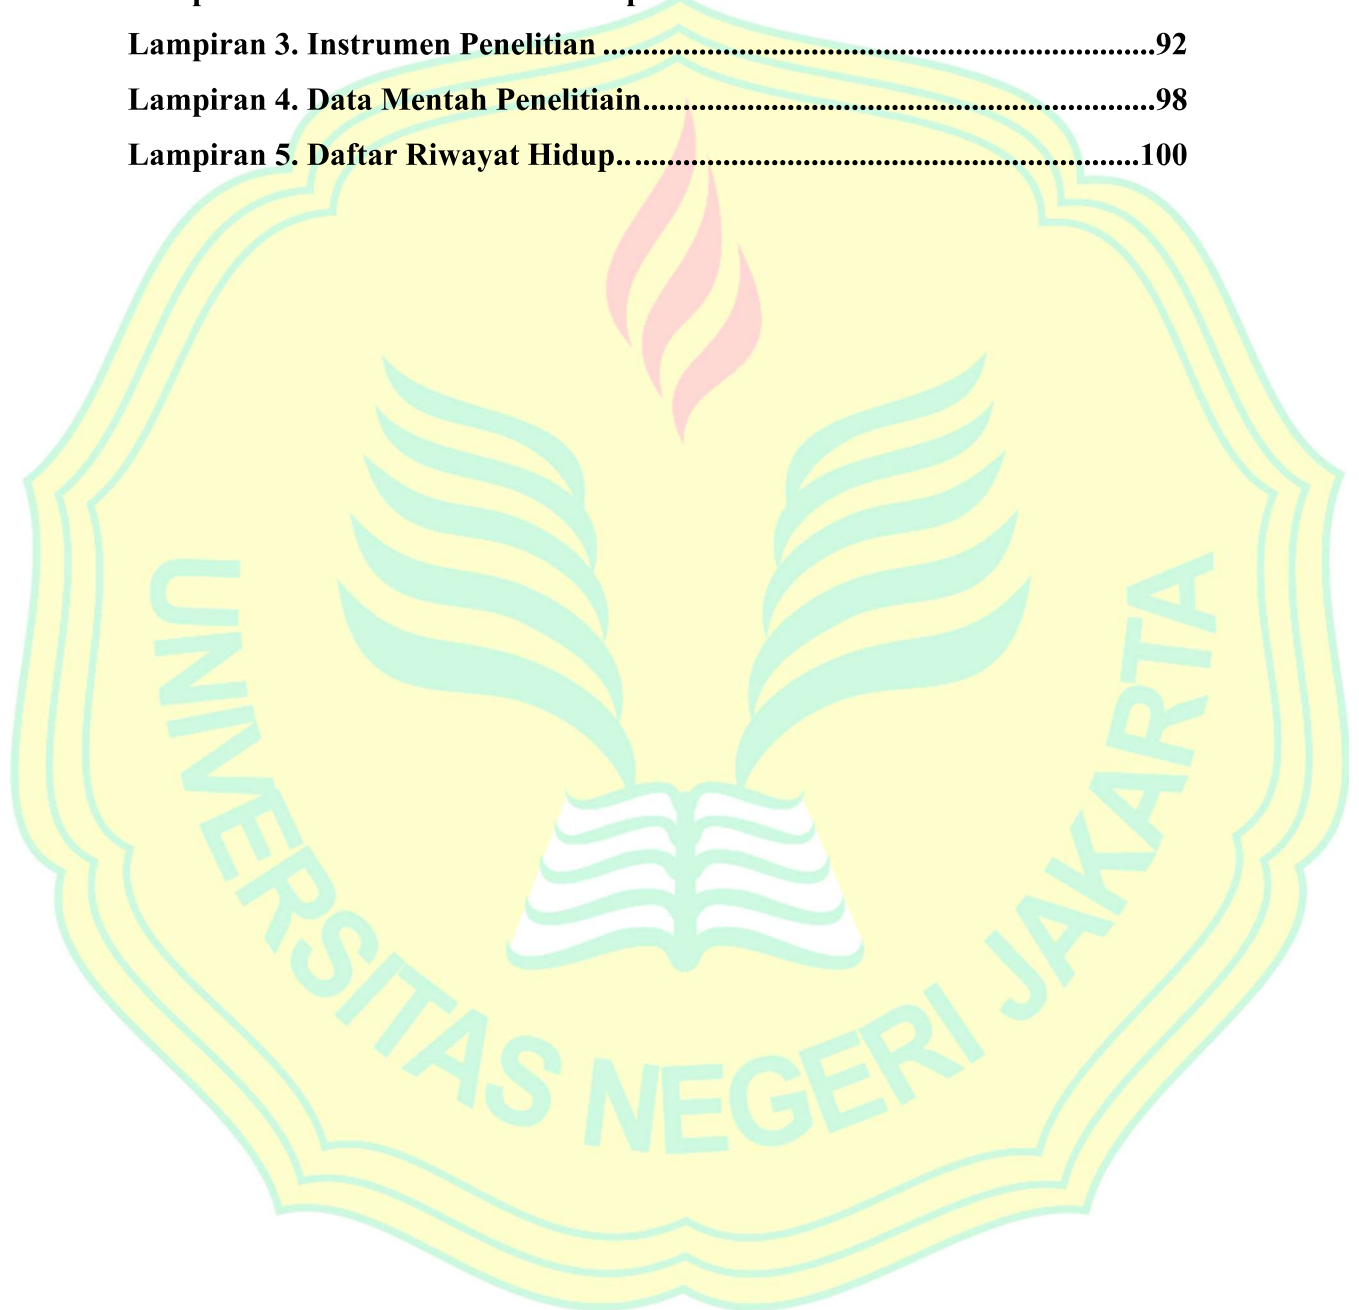 Lampiran 3. Instrumen Penelitian ......................................................................92
Lampiran 4. Data Mentah Penelitiain.................................................................98
Lampiran 5. Daftar Riwayat Hidup.. ................................................................100
UNIVERSITAS NEGERI JAKARTA